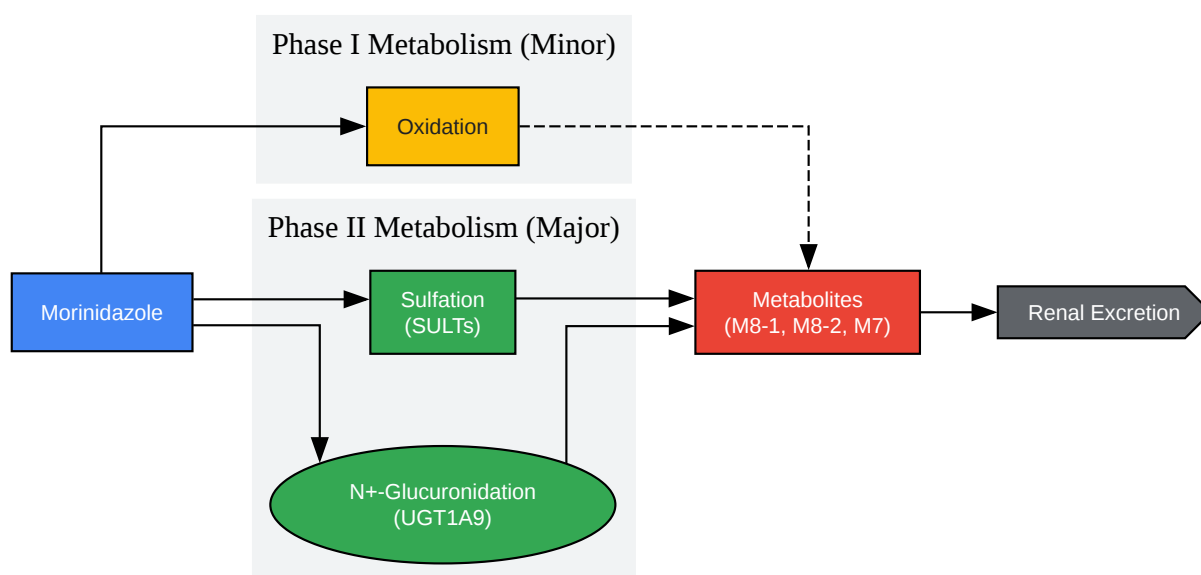 Phase I Metabolism (Minor)
Oxidation
Phase II Metabolism (Major)
Morinidazole
Sulfation
(SULTs)
Metabolites
(M8-1, M8-2, M7)
Renal Excretion
N+-Glucuronidation
(UGT1A9)